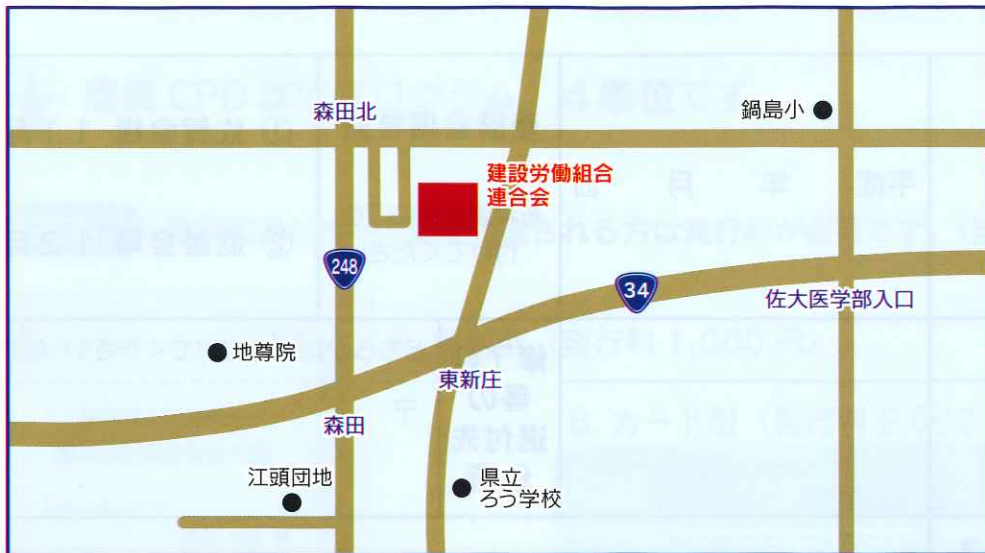 森田北
鍋島小
建設労働組合
連合会
248
34
佐大医学部入口
地尊院
東新庄
森田
江頭団地
県立
ろう学校